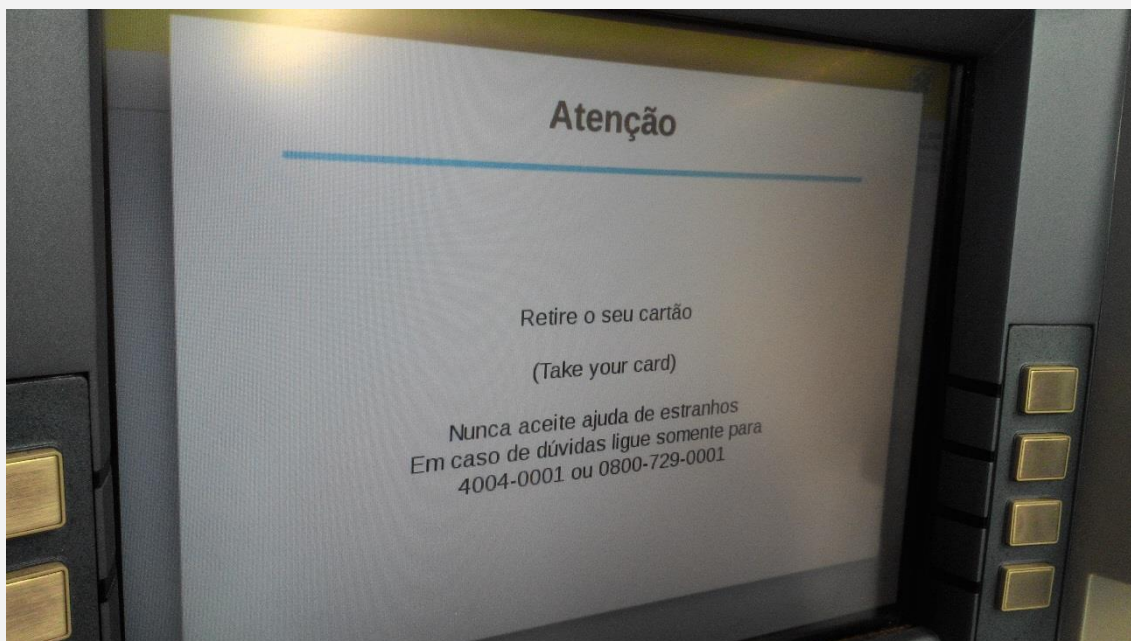 Atenção
Retire o seu cartão
(Take your card)
Nunca aceite ajuda de estranhos
Em caso de dúvidas ligue somente para
4004-0001 ou 0800-729-0001